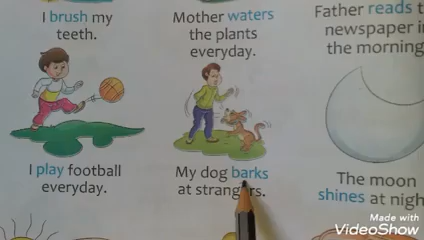 I brush my
teeth.
Mother waters
the plants
everyday.
Father reads
newspaper
the morning
I play football
everyday.
My dog barks
at strangers.
The moon
shines at
Made with
VideoShow